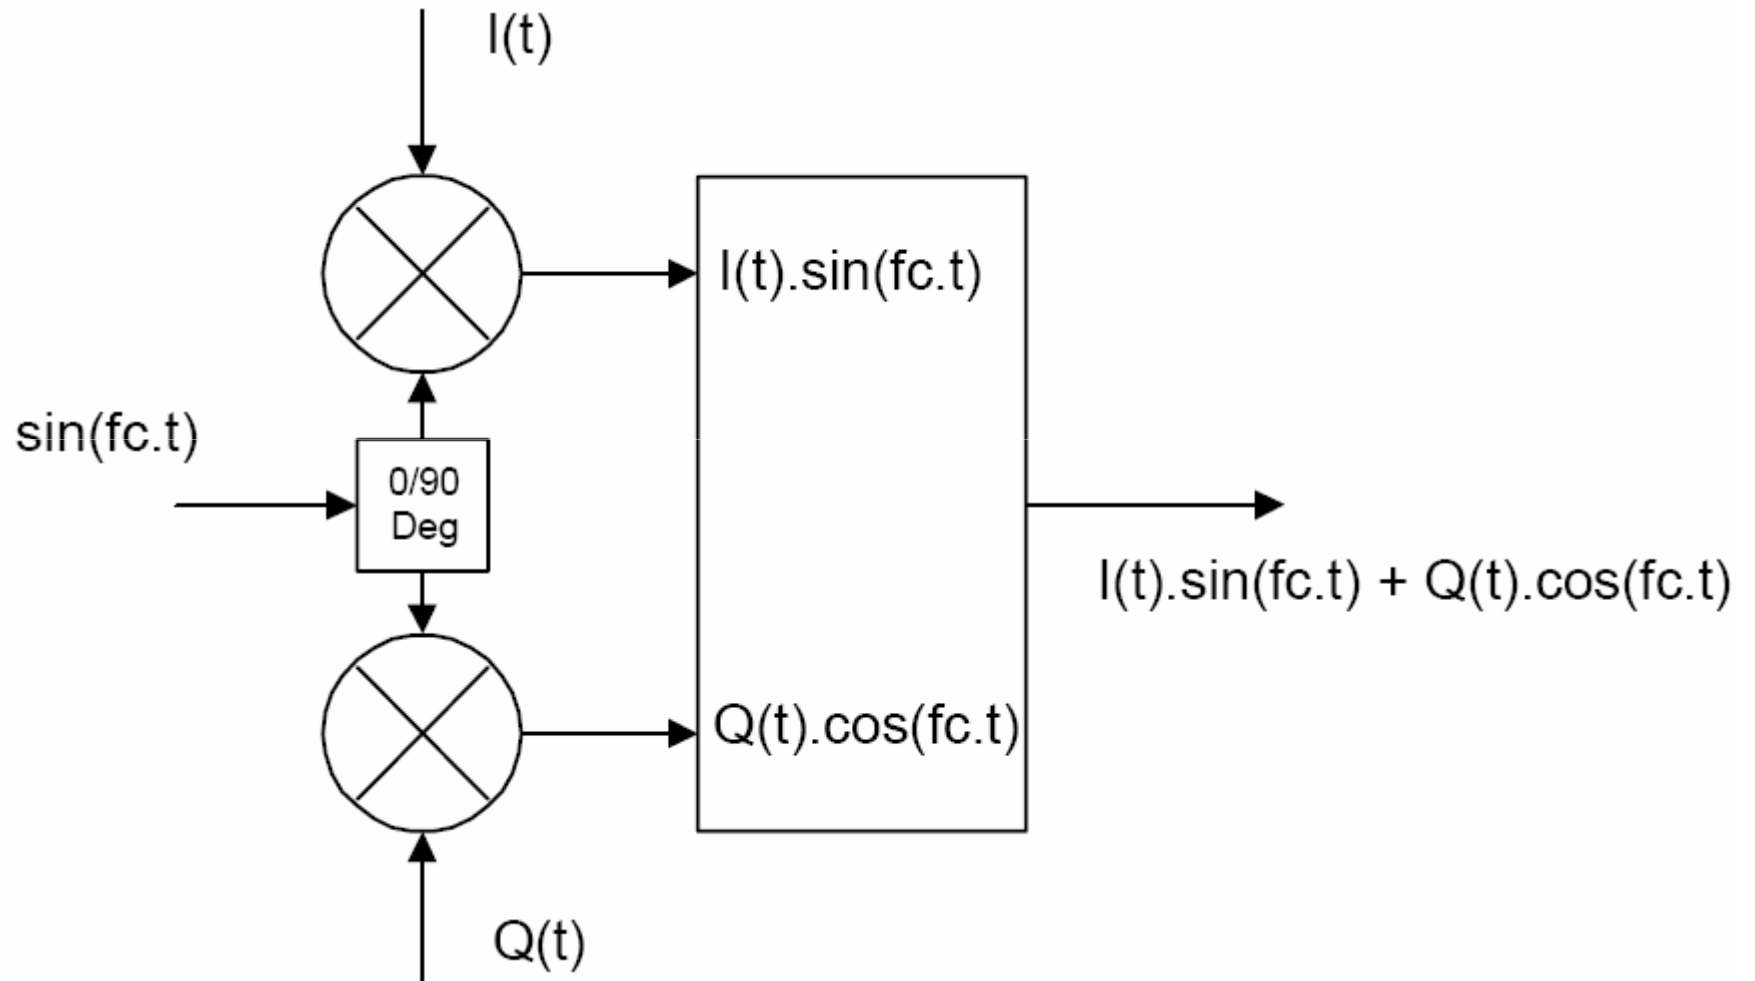 I(t)
I(t).sin(fc.t)
sin(fc.t)
0/90
Deg
I(t).sin(fc.t) + Q(t).cos(fc.t)
Q(t).cos(fc.t)
Q(t)